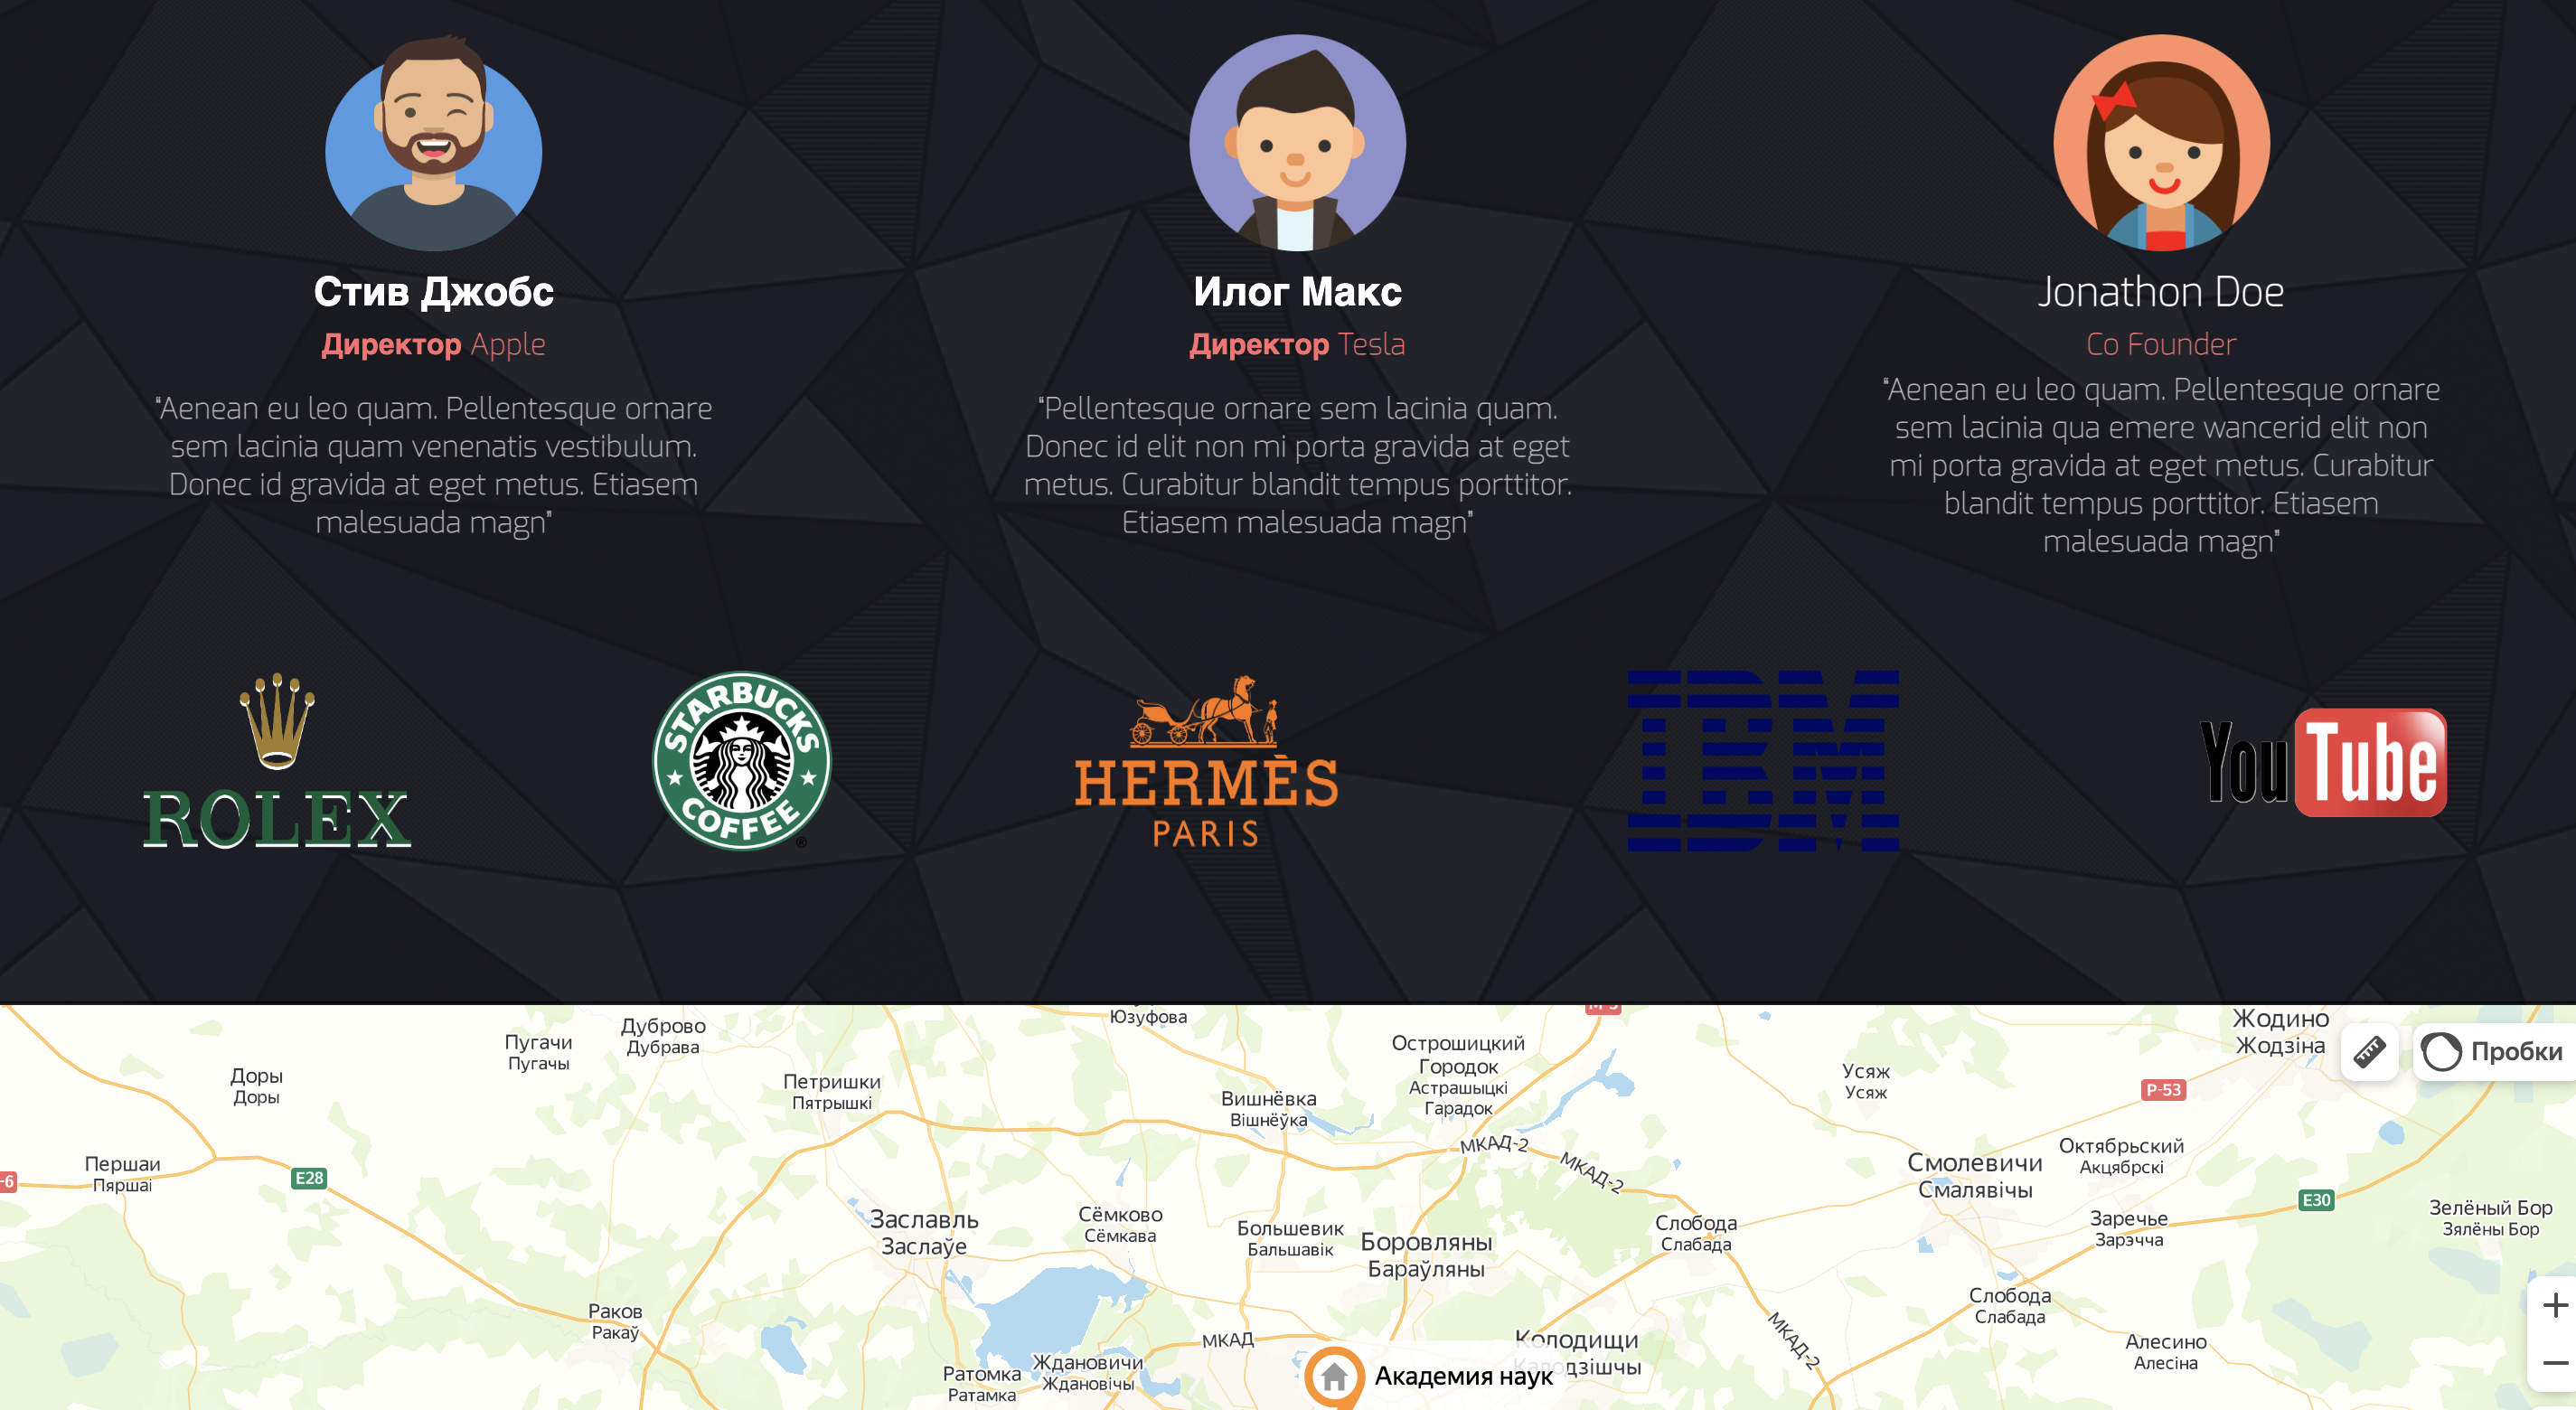 Стив Джобс
Директор Apple
“Aenean eu leo quam. Pellentesque ornare
sem lacinia quam venenatis vestibulum.
Donec id gravida at eget metus. Etiasem
malesuada magn”
Илог Макс
Директор Tesla
“Pellentesque ornare sem lacinia quam.
Donec id elit non mi porta gravida at eget
metus. Curabitur blandit tempus porttitor.
Etiasem malesuada magn”
Jonathon Doe
Co Founder
“Aenean eu leo quam. Pellentesque ornare
sem lacinia qua emere wancerid elit non
mi porta gravida at eget metus. Curabitur
blandit tempus porttitor. Etiasem
malesuada magn”
ROLEX
STARBUCKS
COFFEE
®
HERMÈS
PARIS
IBM
YouTube
Юзуфова
Дуброво
Дубрава
Пугачи
Пугачы
Доры
Доры
Петришки
Пятрышкі
Вишнёвка
Вішнёўка
Острошицкий
Городок
Астрашыцкі
Гарадок
Усяж
Усяж
Жодино
Жодзіна
Пробки
Р-53
МКАД-2
МКАД-2
Октябрьский
Акцябрскі
Першаи
Пяршаі
-6
E28
Смолевичи
Смалявічы
E30
Зелёный Бор
Зялёны Бор
Заславль
Заслаўе
Сёмково
Сёмкава
Большевик
Бальшавік
Боровляны
Бараўляны
Слобода
Слабада
Заречье
Зарэчча
Раков
Ракаў
Слобода
Слабада
МКАД
Колодищи
МКАД-2
Алесино
Алесіна
Ратомка
Ратамка
Ждановичи
Ждановічы
Академия наук